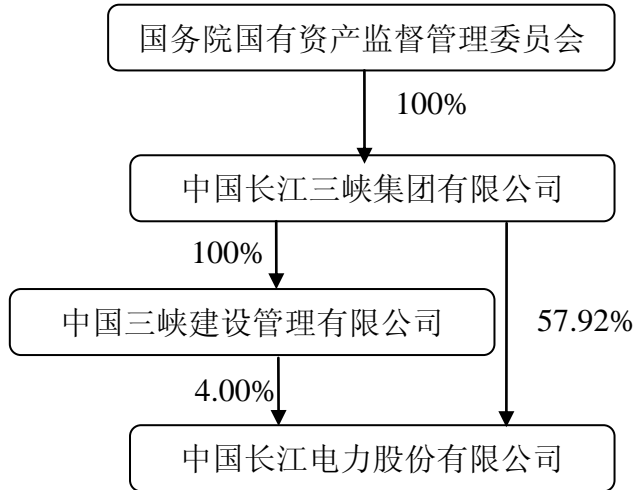 国务院国有资产监督管理委员会
100%
中国长江三峡集团有限公司
100%
中国三峡建设管理有限公司
57.92%
4.00%
中国长江电力股份有限公司